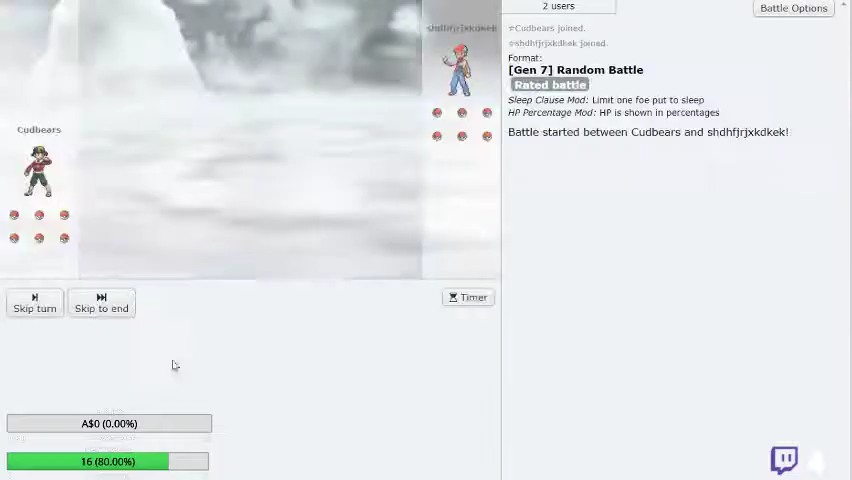 2 users
Battle Options
☆Cudbears joined.
☆shdhfjrjxkdkek joined.
Format:
[Gen 7] Random Battle
Rated battle
Sleep Clause Mod: Limit one foe put to sleep
HP Percentage Mod: HP is shown in percentages
Battle started between Cudbears and shdhfjrjxkdkek!
shdhfjrjxkdkek
Cudbears
Skip turn
Skip to end
Timer
A$0 (0.00%)
16 (80.00%)